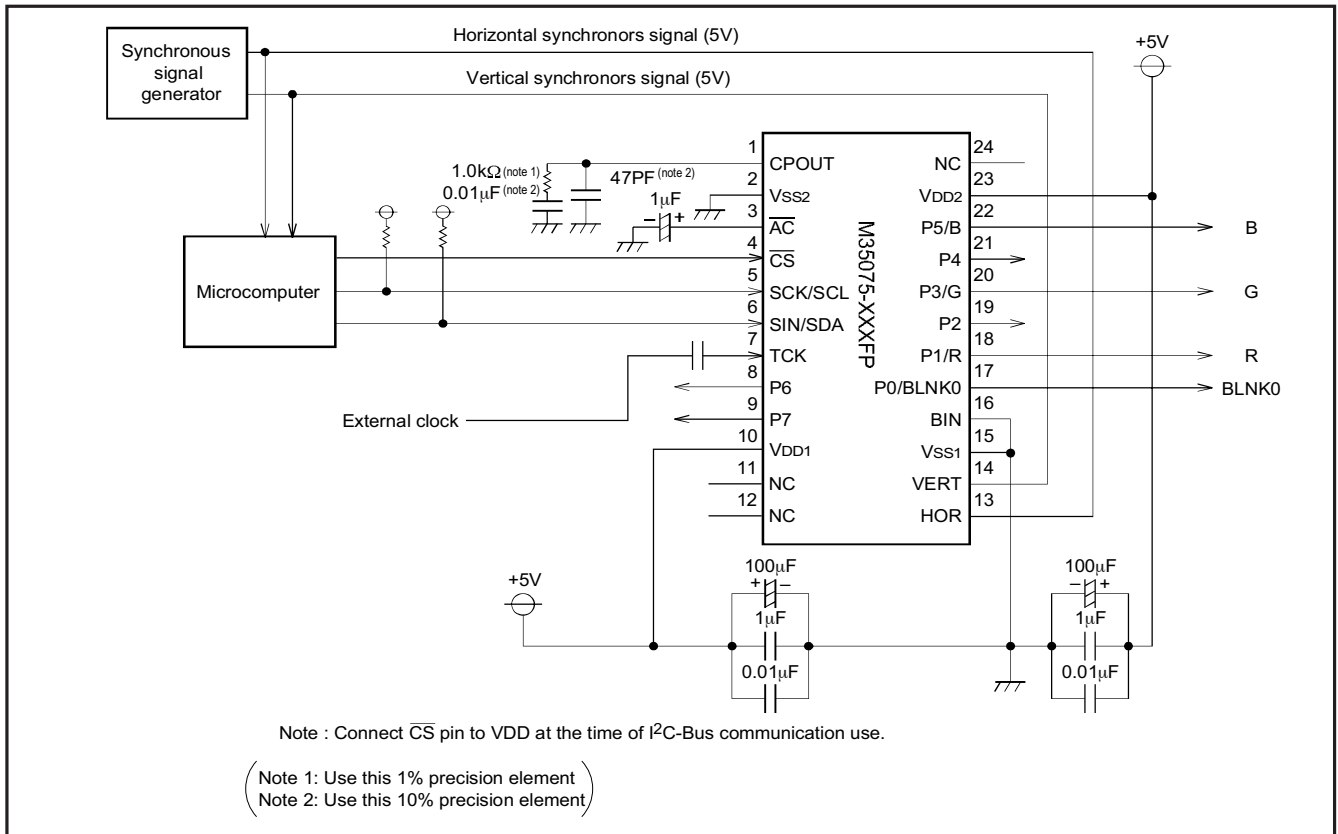 Horizontal synchronors signal (5V)
Synchronous
signal
generator
Vertical synchronors signal (5V)
+5V
1.0kΩ(note 1)
0.01µF(note 2)
47PF(note 2)
1µF
– +
Microcomputer
External clock
1
CPOUT
2
VSS2
3
AC
4
CS
5
SCK/SCL
6
SIN/SDA
7
TCK
8
P6
9
P7
10
VDD1
11
NC
12
NC
M35075-XXXFP
24
NC
23
VDD2
22
P5/B
B
21
P4
20
P3/G
G
19
P2
18
P1/R
R
17
P0/BLNK0
BLNK0
16
BIN
15
VSS1
14
VERT
13
HOR
+5V
100µF
+ –
1µF
0.01µF
100µF
– +
1µF
0.01µF
Note : Connect CS pin to VDD at the time of I2C-Bus communication use.
Note 1: Use this 1% precision element
Note 2: Use this 10% precision element